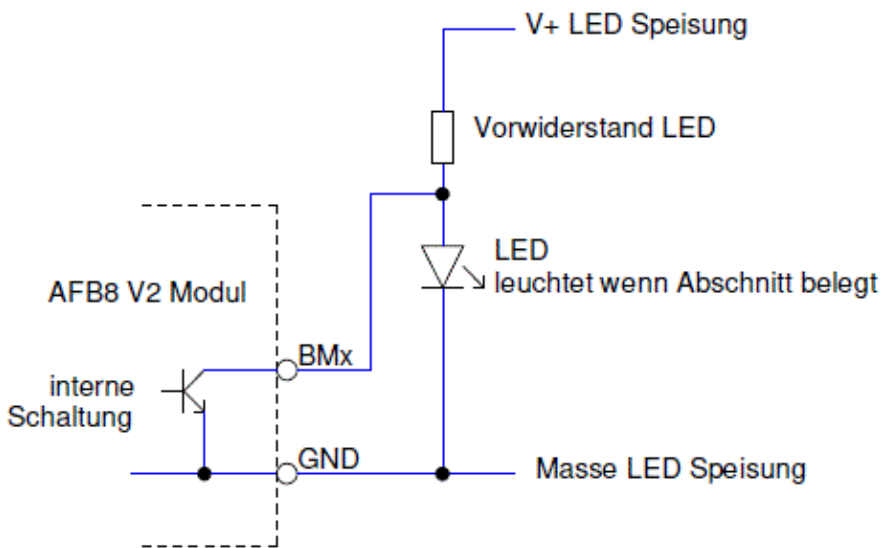 V+ LED Speisung
Vorwiderstand LED
LED
leuchtet wenn Abschnitt belegt
AFB8 V2 Modul
BMx
interne
Schaltung
GND
Masse LED Speisung